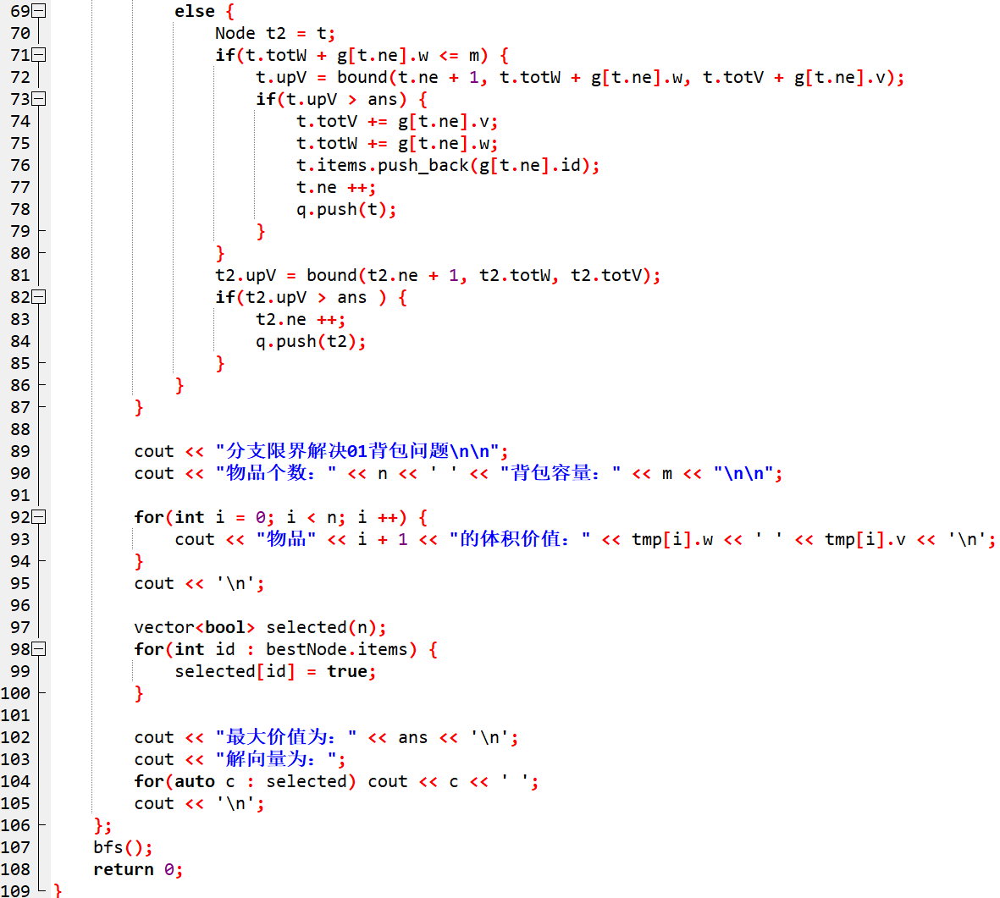 69 else {
70 Node t2 = t;
71 if(t.totW + g[t.ne].w <= m) {
72 t.upV = bound(t.ne + 1, t.totW + g[t.ne].w, t.totV + g[t.ne].v);
73 if(t.upV > ans) {
74 t.totV += g[t.ne].v;
75 t.totW += g[t.ne].w;
76 t.items.push_back(g[t.ne].id);
77 t.ne ++;
78 q.push(t);
79 }
80 }
81 t2.upV = bound(t2.ne + 1, t2.totW, t2.totV);
82 if(t2.upV > ans ) {
83 t2.ne ++;
84 q.push(t2);
85 }
86 }
87 }
88
89 cout << "分支限界解决01背包问题\n\n";
90 cout << "物品个数：" << n << ' ' << "背包容量：" << m << "\n\n";
91
92 for(int i = 0; i < n; i ++) {
93 cout << "物品" << i + 1 << "的体积价值：" << tmp[i].w << ' ' << tmp[i].v << '\n';
94 }
95 cout << '\n';
96
97 vector<bool> selected(n);
98 for(int id : bestNode.items) {
99 selected[id] = true;
100 }
101
102 cout << "最大价值为：" << ans << '\n';
103 cout << "解向量为：";
104 for(auto c : selected) cout << c << ' ';
105 cout << '\n';
106 };
107 bfs();
108 return 0;
109 }